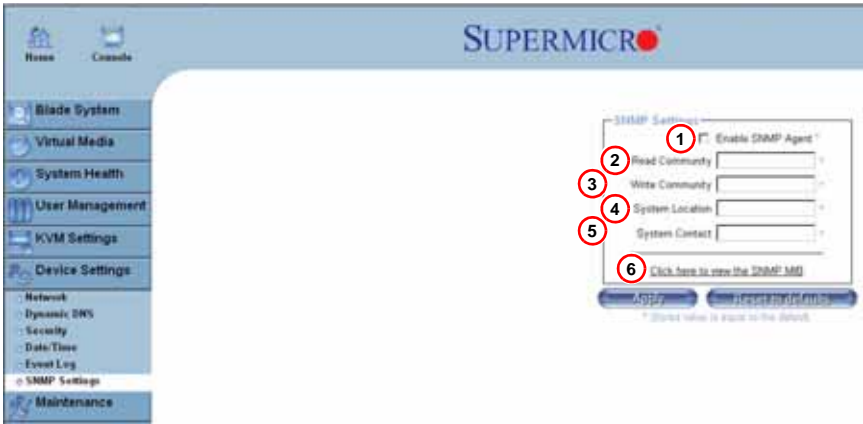 SUPERMICRO
Home
Console
Blade System
Virtual Media
System Health
User Management
KVM Settings
Device Settings
Network
Dynamic DNS
Security
Date/Time
Event Log
SNMP Settings
Maintenance
SNMP Settings
1 Enable SNMP Agent *
2 Read Community *
3 Write Community *
4 System Location *
5 System Contact *
6 Click here to view the SNMP MIB
Apply Reset to defaults
* Stored value is equal to the default.